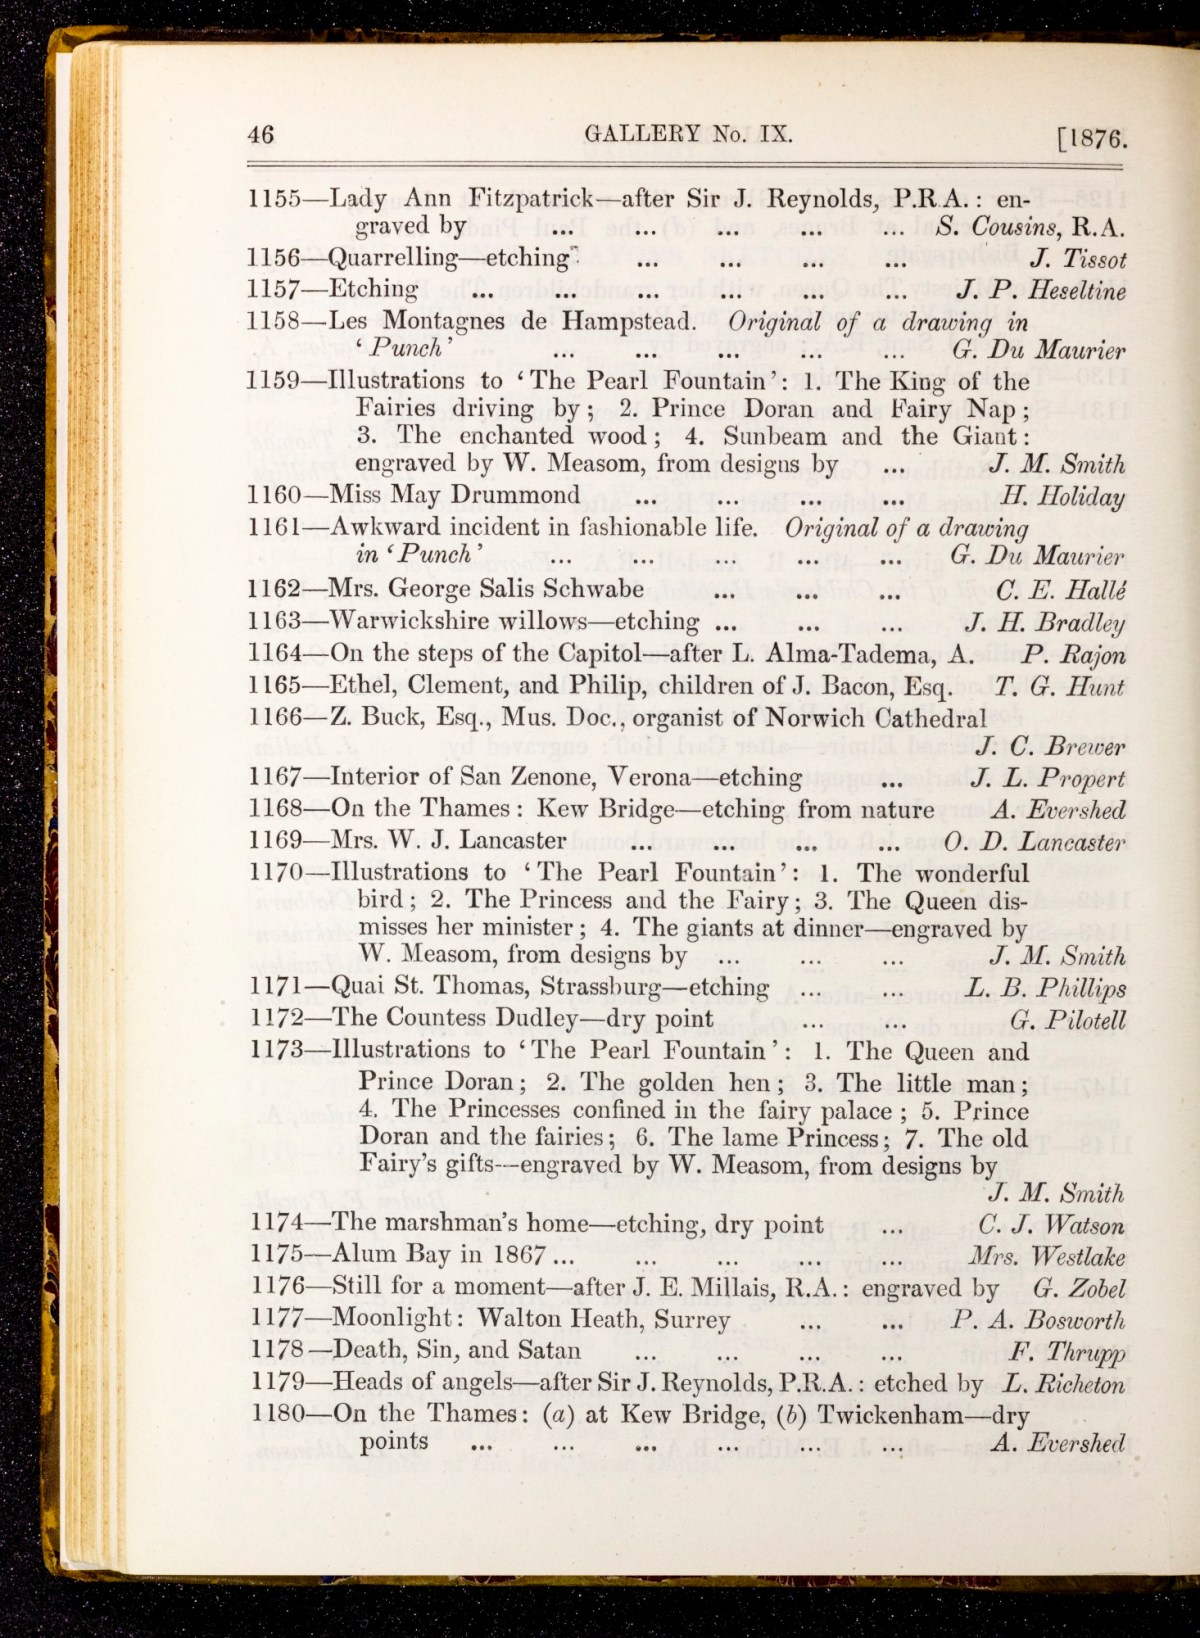 46 GALLERY No. IX. [1876.
1155—Lady Ann Fitzpatrick—after Sir J. Reynolds, P.R.A. : en-
graved by ... ... ... ... ... S. Cousins, R.A.
1156—Quarrelling—etching ... ... ... ... J. Tissot
1157—Etching ... ... ... ... ... ... J. P. Heseltine
1158—Les Montagnes de Hampstead. Original of a drawing in
‘Punch’ ... ... ... ... ... G. Du Maurier
1159—Illustrations to ‘The Pearl Fountain’: 1. The King of the
Fairies driving by; 2. Prince Doran and Fairy Nap;
3. The enchanted wood; 4. Sunbeam and the Giant:
engraved by W. Measom, from designs by ... J. M. Smith
1160—Miss May Drummond ... ... ... ... H. Holiday
1161—Awkward incident in fashionable life. Original of a drawing
in ‘Punch’ ... ... ... ... ... G. Du Maurier
1162—Mrs. George Salis Schwabe ... ... ... C. E. Hallé
1163—Warwickshire willows—etching ... ... ... J. H. Bradley
1164—On the steps of the Capitol—after L. Alma-Tadema, A. P. Rajon
1165—Ethel, Clement, and Philip, children of J. Bacon, Esq. T. G. Hunt
1166—Z. Buck, Esq., Mus. Doc., organist of Norwich Cathedral
J. C. Brewer
1167—Interior of San Zenone, Verona—etching ... J. L. Propert
1168—On the Thames : Kew Bridge—etching from nature A. Evershed
1169—Mrs. W. J. Lancaster ... ... ... ... O. D. Lancaster
1170—Illustrations to ‘The Pearl Fountain’: 1. The wonderful
bird; 2. The Princess and the Fairy; 3. The Queen dis-
misses her minister; 4. The giants at dinner—engraved by
W. Measom, from designs by ... ... ... J. M. Smith
1171—Quai St. Thomas, Strassburg—etching ... ... L. B. Phillips
1172—The Countess Dudley—dry point ... ... G. Pilotell
1173—Illustrations to ‘The Pearl Fountain’: 1. The Queen and
Prince Doran; 2. The golden hen; 3. The little man;
4. The Princesses confined in the fairy palace; 5. Prince
Doran and the fairies; 6. The lame Princess; 7. The old
Fairy’s gifts—engraved by W. Measom, from designs by
J. M. Smith
1174—The marshman’s home—etching, dry point ... C. J. Watson
1175—Alum Bay in 1867 ... ... ... ... ... Mrs. Westlake
1176—Still for a moment—after J. E. Millais, R.A. : engraved by G. Zobel
1177—Moonlight: Walton Heath, Surrey ... ... P. A. Bosworth
1178—Death, Sin, and Satan ... ... ... ... F. Thrupp
1179—Heads of angels—after Sir J. Reynolds, P.R.A. : etched by L. Richeton
1180—On the Thames: (a) at Kew Bridge, (b) Twickenham—dry
points ... ... ... ... ... ... A. Evershed